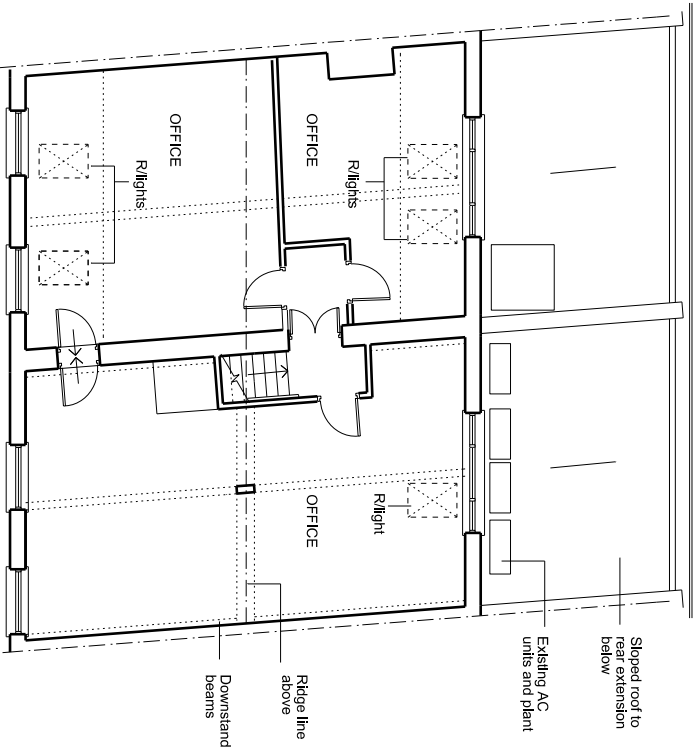 Sloped roof to
rear extension
below
Existing AC
units and plant
OFFICE
R/lights
OFFICE
R/lights
R/light
OFFICE
Ridge line
above
Downstand
beams